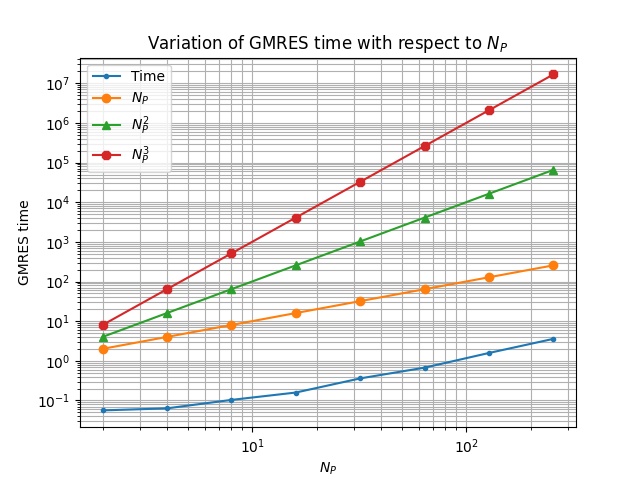 Variation of GMRES time with respect to $N_P$
Time
$N_P$
$N_P^2$
$N_P^3$
GMRES time
$10^7$
$10^6$
$10^5$
$10^4$
$10^3$
$10^2$
$10^1$
$10^0$
$10^{-1}$
$10^1$
$10^2$
$N_P$